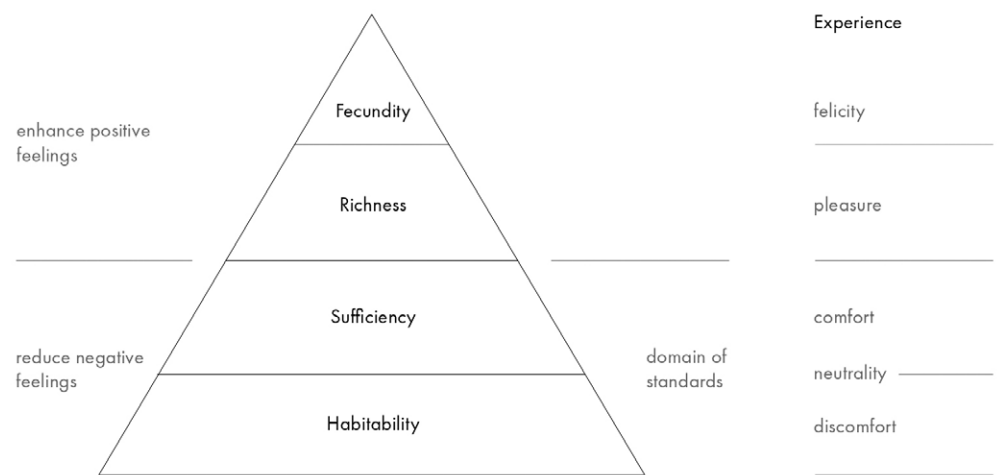 Experience
Fecundity
felicity
enhance positive
feelings
Richness
pleasure
Sufficiency
comfort
reduce negative
feelings
domain of
standards
neutrality
Habitability
discomfort